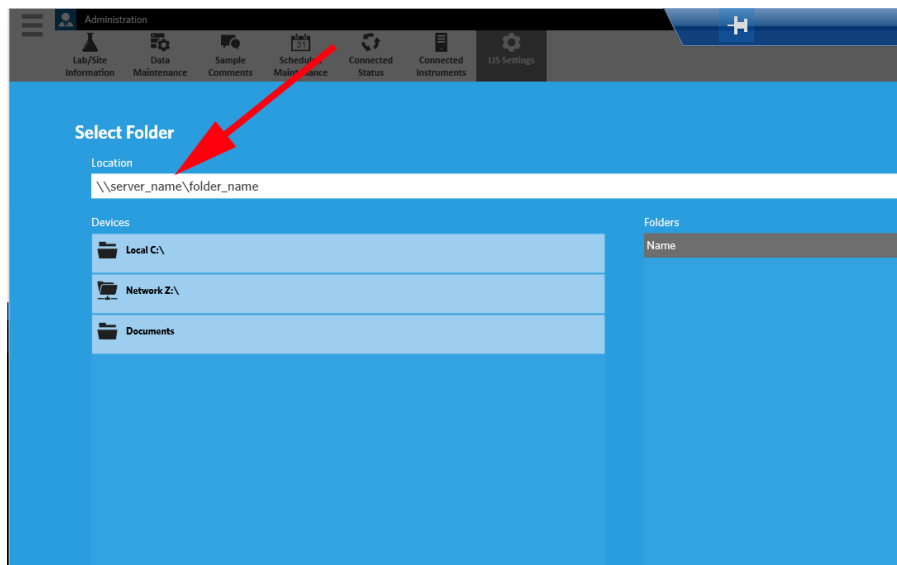 Administration
Lab/Site Information
Data Maintenance
Sample Comments
31
Scheduled Maintenance
Connected Status
Connected Instruments
LIS Settings
Select Folder
Location
\\server_name\folder_name
Devices
Folders
Local C:\
Name
Network Z:\
Documents